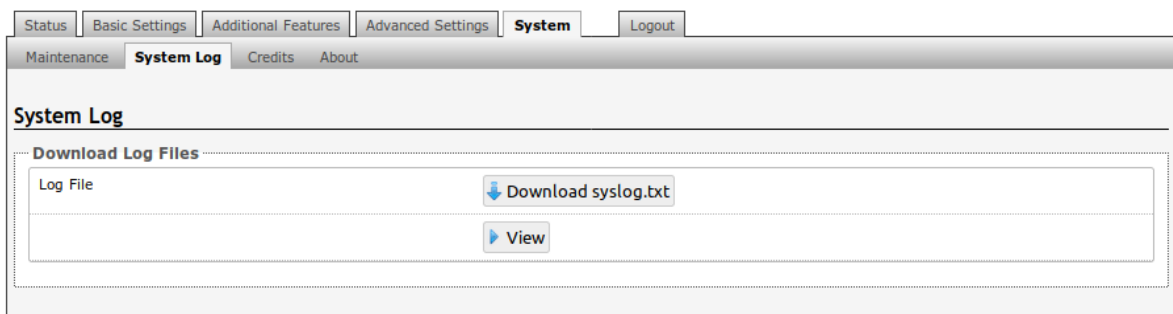 Status Basic Settings Additional Features Advanced Settings System Logout
Maintenance System Log Credits About
System Log
Download Log Files
Log File Download syslog.txt
View